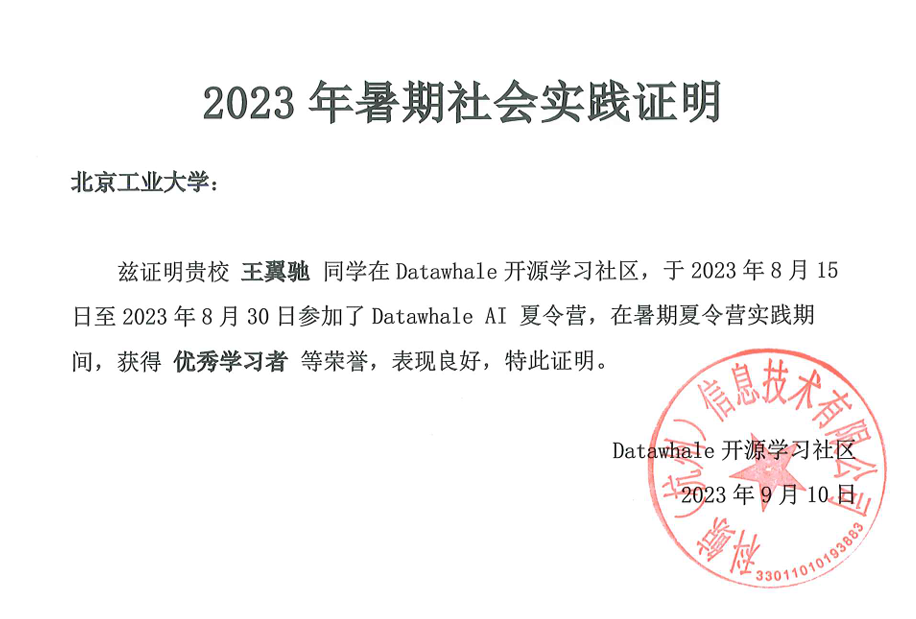 2023 年暑期社会实践证明
北京工业大学：
兹证明贵校 王翼驰 同学在 Datawhale 开源学习社区，于 2023 年 8 月 15
日至 2023 年 8 月 30 日参加了 Datawhale AI 夏令营，在暑期夏令营实践期
间，获得 优秀学习者 等荣誉，表现良好，特此证明。
Datawhale 开源学习社区
2023 年 9 月 10 日
科鲸（杭州）信息技术有限公司
33011010193883